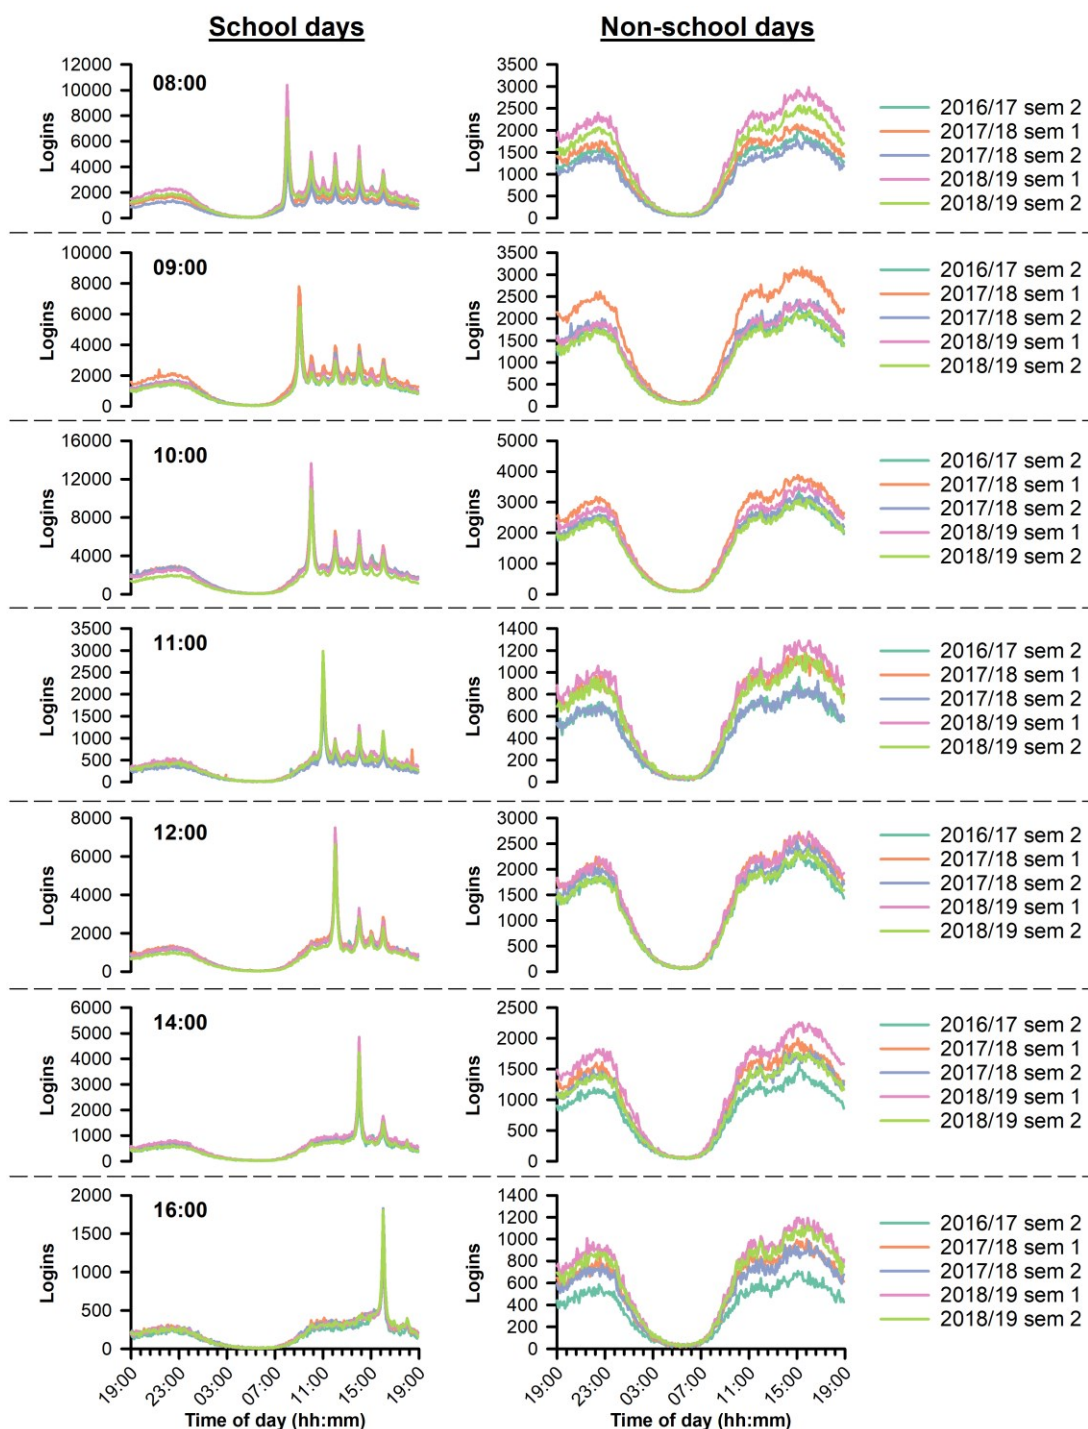 School days
Non-school days
08:00
Logins
12000
10000
8000
6000
4000
2000
0
Logins
3500
3000
2500
2000
1500
1000
500
0
2016/17 sem 2
2017/18 sem 1
2017/18 sem 2
2018/19 sem 1
2018/19 sem 2
09:00
Logins
10000
8000
6000
4000
2000
0
Logins
3500
3000
2500
2000
1500
1000
500
0
2016/17 sem 2
2017/18 sem 1
2017/18 sem 2
2018/19 sem 1
2018/19 sem 2
10:00
Logins
16000
12000
8000
4000
0
Logins
5000
4000
3000
2000
1000
0
2016/17 sem 2
2017/18 sem 1
2017/18 sem 2
2018/19 sem 1
2018/19 sem 2
11:00
Logins
3500
3000
2500
2000
1500
1000
500
0
Logins
1400
1200
1000
800
600
400
200
0
2016/17 sem 2
2017/18 sem 1
2017/18 sem 2
2018/19 sem 1
2018/19 sem 2
12:00
Logins
8000
6000
4000
2000
0
Logins
3000
2500
2000
1500
1000
500
0
2016/17 sem 2
2017/18 sem 1
2017/18 sem 2
2018/19 sem 1
2018/19 sem 2
14:00
Logins
6000
5000
4000
3000
2000
1000
0
Logins
2500
2000
1500
1000
500
0
2016/17 sem 2
2017/18 sem 1
2017/18 sem 2
2018/19 sem 1
2018/19 sem 2
16:00
Logins
2000
1500
1000
500
0
Logins
1400
1200
1000
800
600
400
200
0
2016/17 sem 2
2017/18 sem 1
2017/18 sem 2
2018/19 sem 1
2018/19 sem 2
19:00 23:00 03:00 07:00 11:00 15:00 19:00
Time of day (hh:mm)
19:00 23:00 03:00 07:00 11:00 15:00 19:00
Time of day (hh:mm)